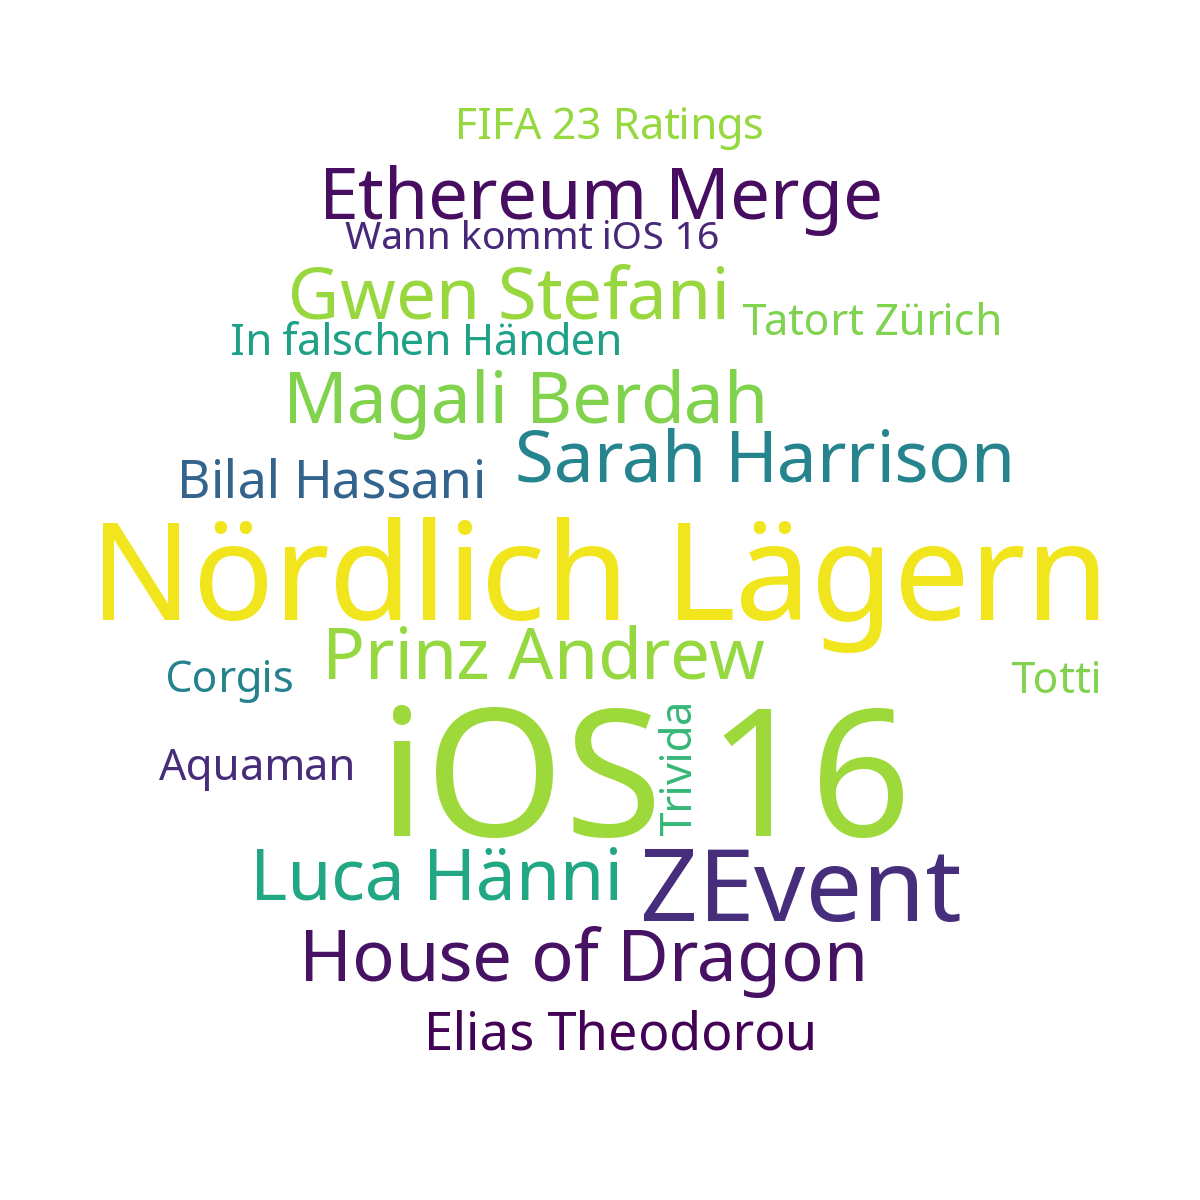 FIFA 23 Ratings
Ethereum Merge
Wann kommt iOS 16
Gwen Stefani
Tatort Zürich
In falschen Händen
Magali Berdah
Sarah Harrison
Bilal Hassani
Nördlich Lägern
Prinz Andrew
Corgis
Totti
iOS 16
Trivida
Aquaman
Luca Hänni
ZEvent
House of Dragon
Elias Theodorou